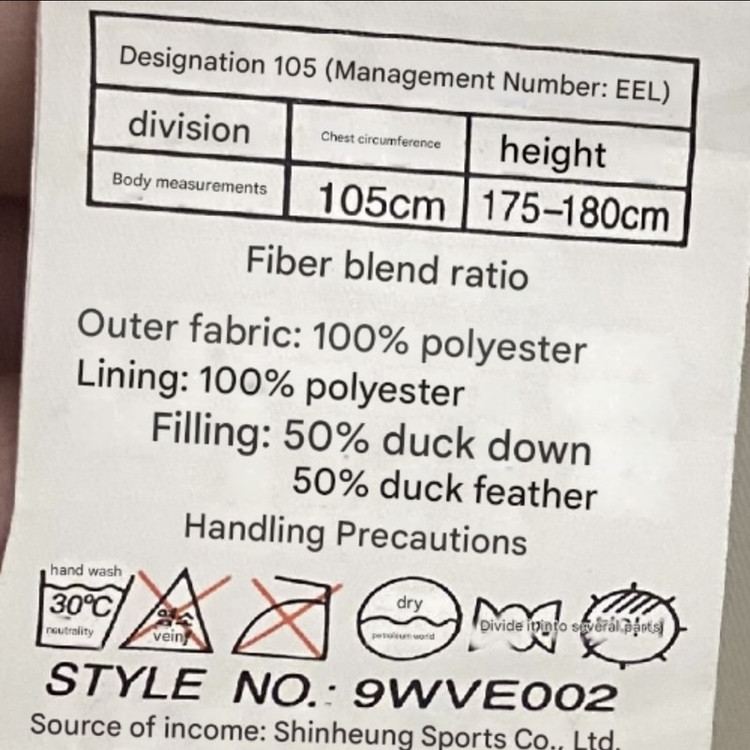 Designation 105 (Management Number: EEL)
division Chest circumference height
Body measurements 105cm 175-180cm
Fiber blend ratio
Outer fabric: 100% polyester
Lining: 100% polyester
Filling: 50% duck down
50% duck feather
Handling Precautions
hand wash
30°C
neutrality
vein
dry
petroleum world
Divide it into several parts
STYLE NO.: 9WVE002
Source of income: Shinheung Sports Co., Ltd.